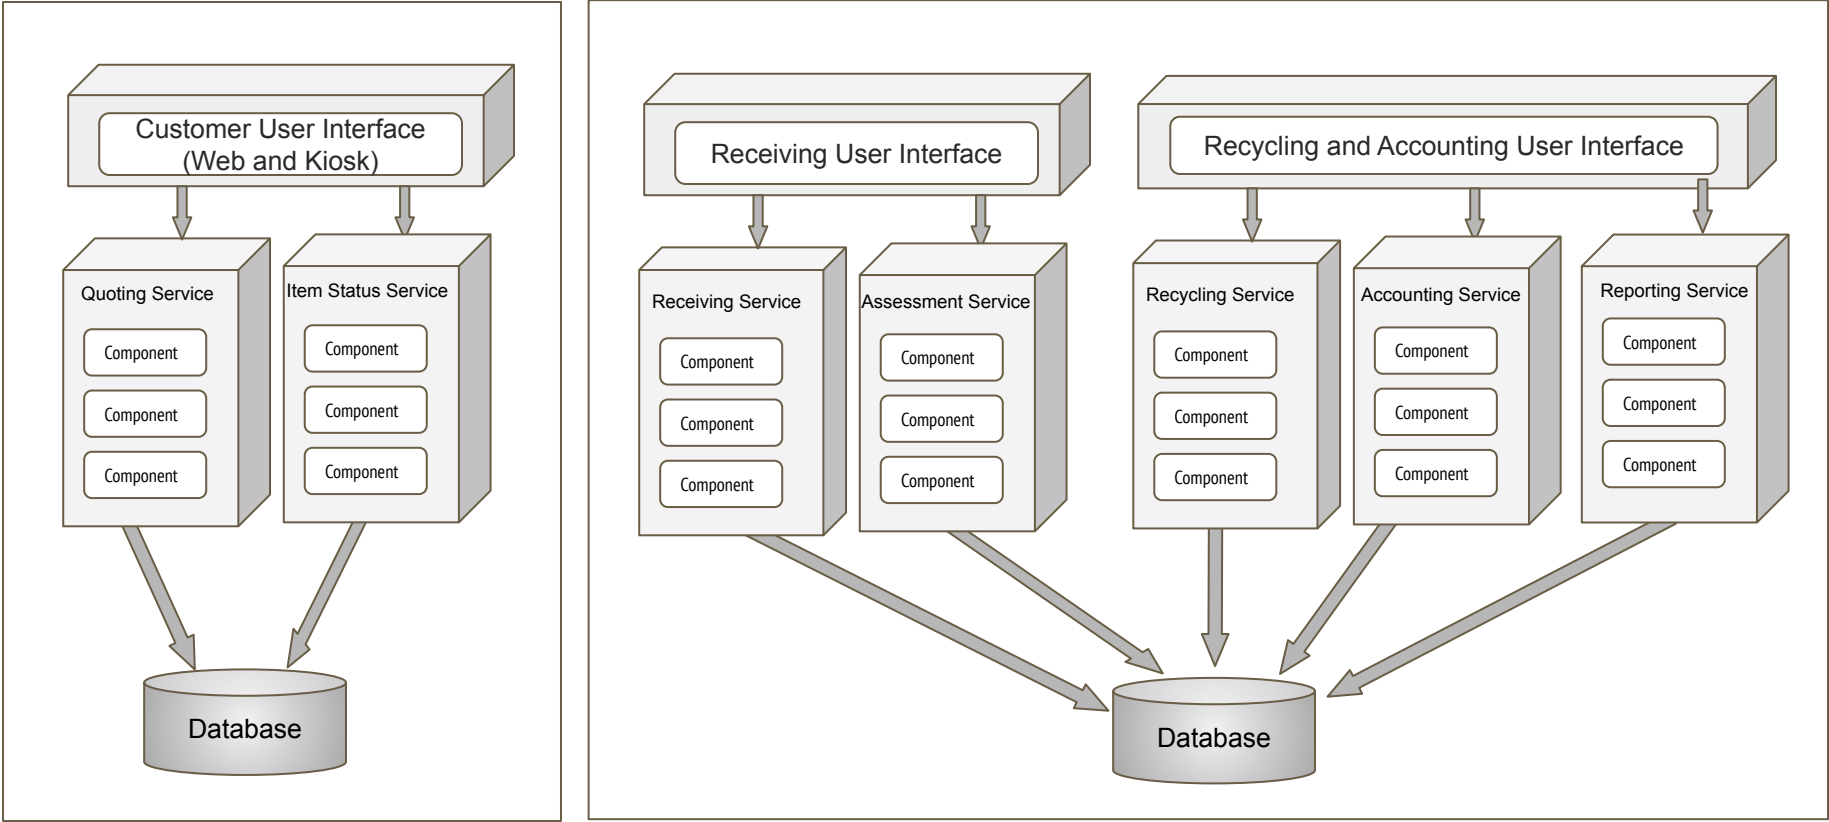 Customer User Interface
(Web and Kiosk)
Quoting Service
Component
Component
Component
Item Status Service
Component
Component
Component
Database
Receiving User Interface
Receiving Service
Component
Component
Component
Assessment Service
Component
Component
Component
Recycling and Accounting User Interface
Recycling Service
Component
Component
Component
Accounting Service
Component
Component
Component
Reporting Service
Component
Component
Component
Database